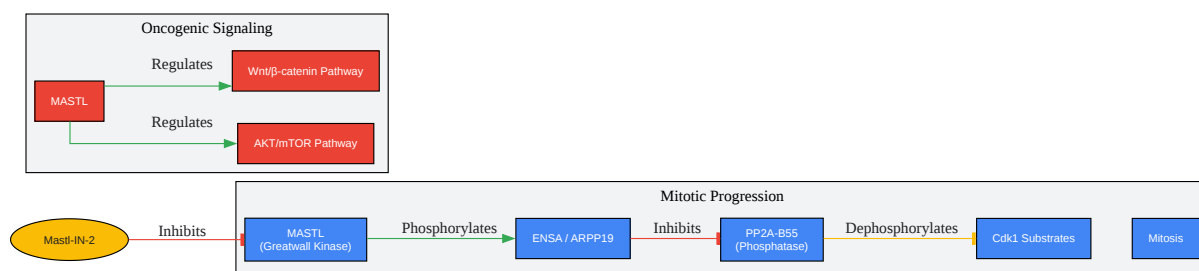 Oncogenic Signaling
Regulates
Wnt/β-catenin Pathway
MASTL
Regulates
AKT/mTOR Pathway
Mitotic Progression
Mastl-IN-2
Inhibits
MASTL
(Greatwall Kinase)
Phosphorylates
ENSA / ARPP19
Inhibits
PP2A-B55
(Phosphatase)
Dephosphorylates
Cdk1 Substrates
Mitosis